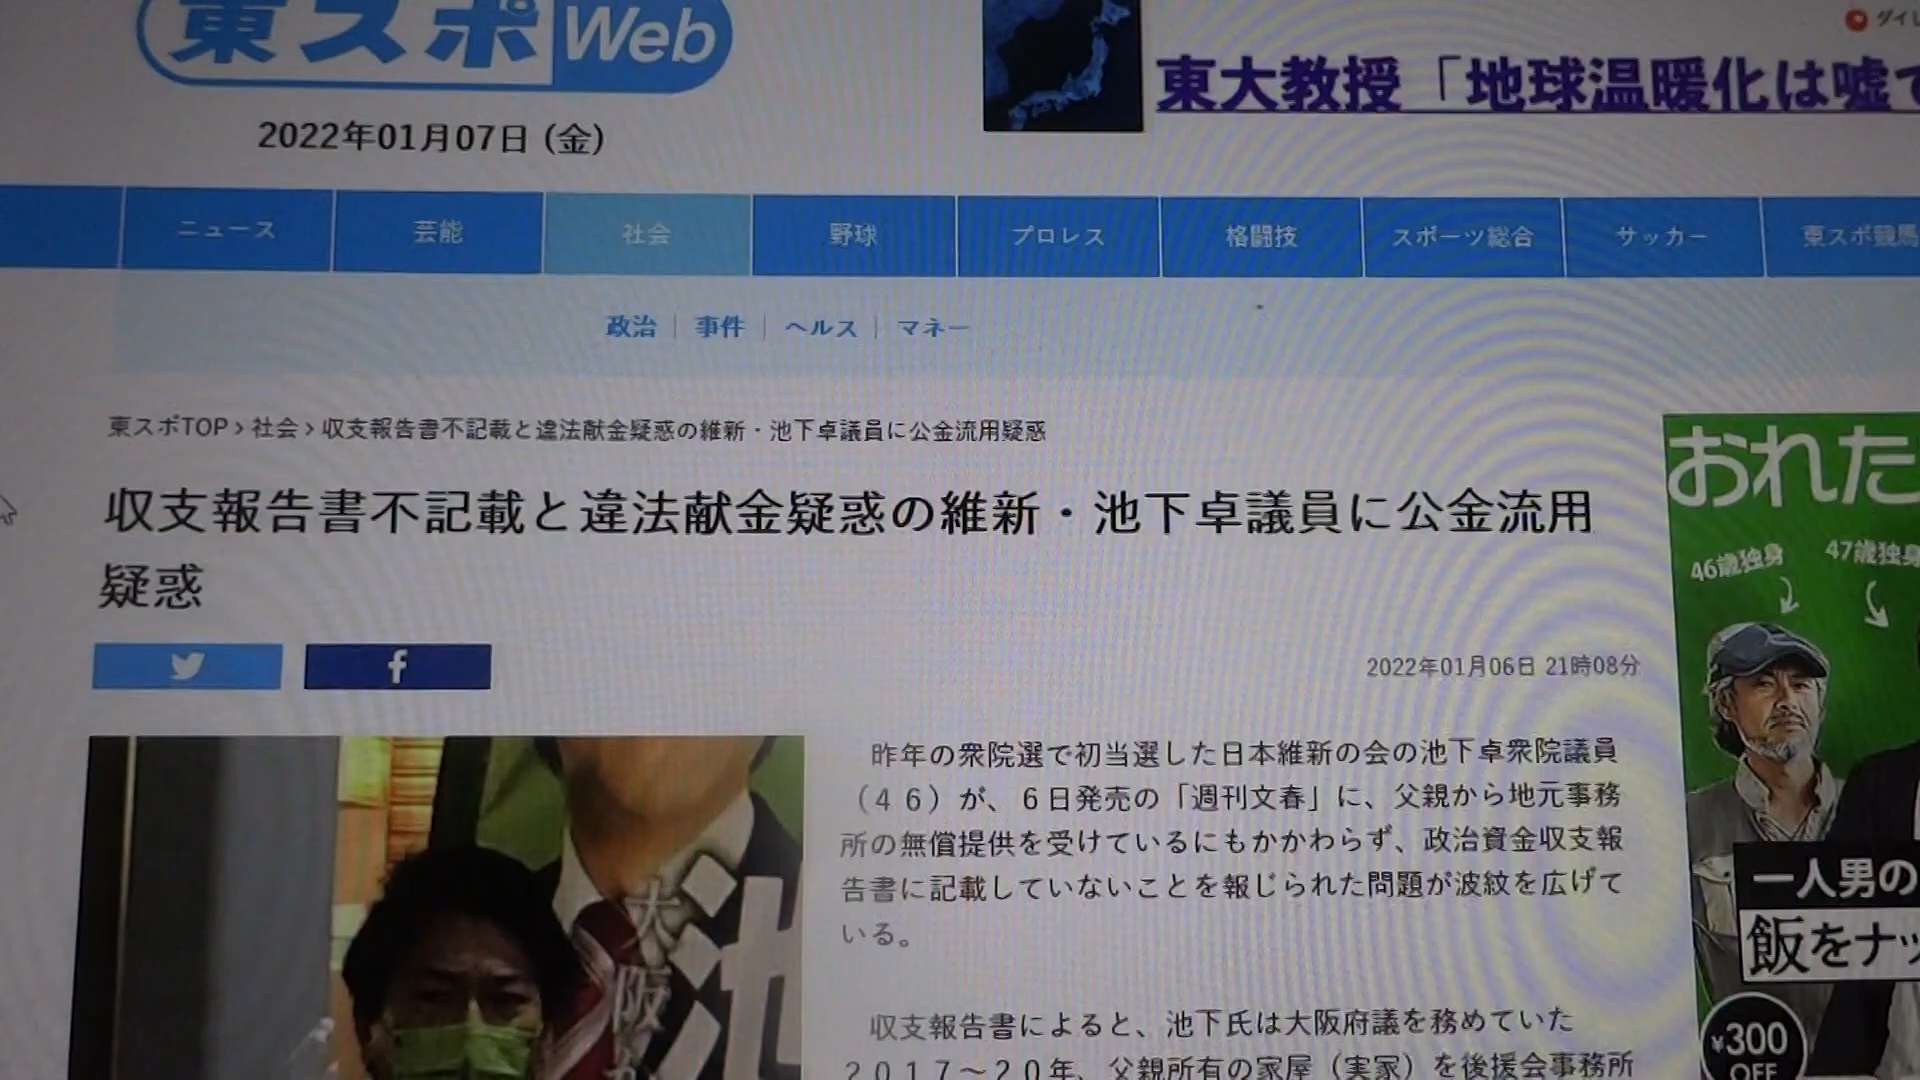 東スポWeb
2022年01月07日 (金)
東大教授「地球温暖化は嘘
ニュース
芸能
社会
野球
プロレス
格闘技
スポーツ総合
サッカー
東スポ競馬
政治
事件
ヘルス
マネー
東スポTOP › 社会 › 収支報告書不記載と違法献金疑惑の維新・池下卓議員に公金流用疑惑
収支報告書不記載と違法献金疑惑の維新・池下卓議員に公金流用
疑惑
2022年01月06日 21時08分
昨年の衆院選で初当選した日本維新の会の池下卓衆院議員
（４６）が、６日発売の「週刊文春」に、父親から地元事務
所の無償提供を受けているにもかかわらず、政治資金収支報
告書に記載していないことを報じられた問題が波紋を広げて
いる。
収支報告書によると、池下氏は大阪府議を務めていた
２０１７～２０年、父親所有の家屋（実家）を後援会事務所
大阪
池
おれた
46歳独身
47歳独身
一人男の
飯をナッ
¥300
OFF